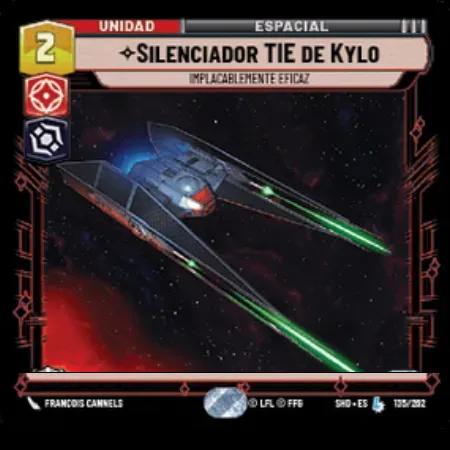 UNIDAD ESPACIAL
2 SILENCIADOR TIE DE KYLO
IMPLACABLEMENTE EFICAZ
FRANCOIS CANNELS © LFL © FFG SHD • ES 135/262